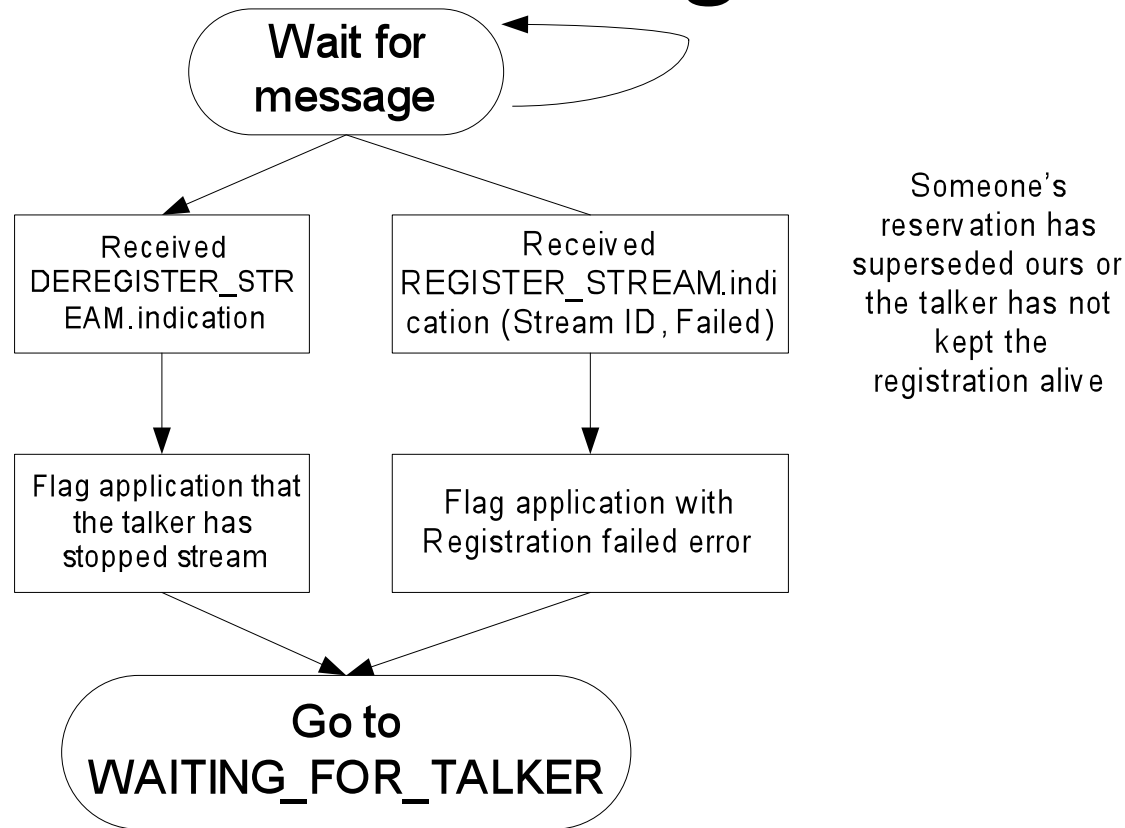 Wait for
message
Received
DEREGISTER_STR
EAM.indication
Received
REGISTER_STREAM.indi
cation (Stream ID, Failed)
Someone's
reservation has
superseded ours or
the talker has not
kept the
registration alive
Flag application that
the talker has
stopped stream
Flag application with
Registration failed error
Go to
WAITING_FOR_TALKER